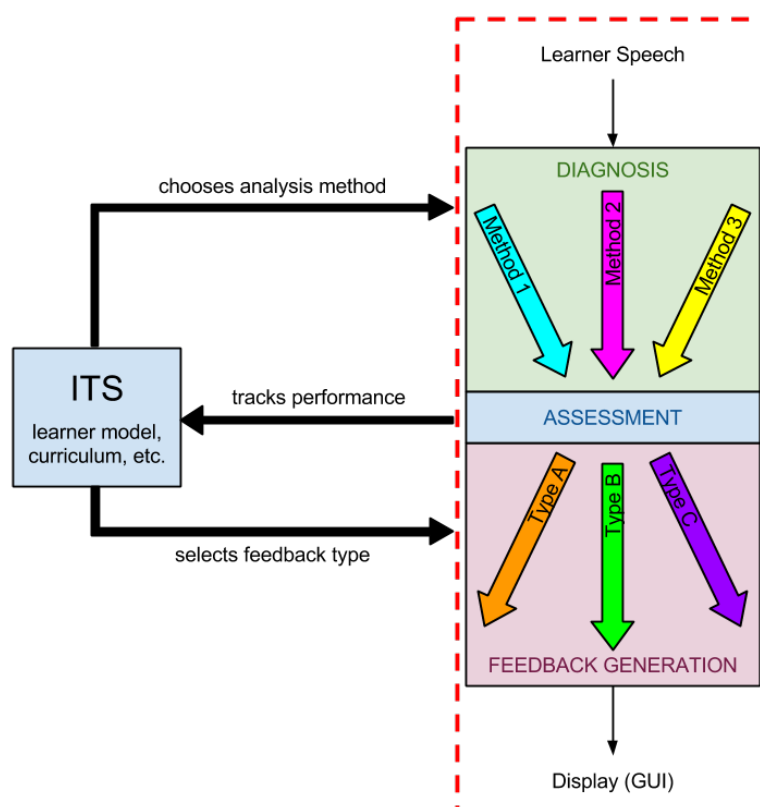 Learner Speech
DIAGNOSIS
chooses analysis method
Method 1
Method 2
Method 3
ITS
learner model,
curriculum, etc.
tracks performance
ASSESSMENT
Type A
Type B
Type C
selects feedback type
FEEDBACK GENERATION
Display (GUI)